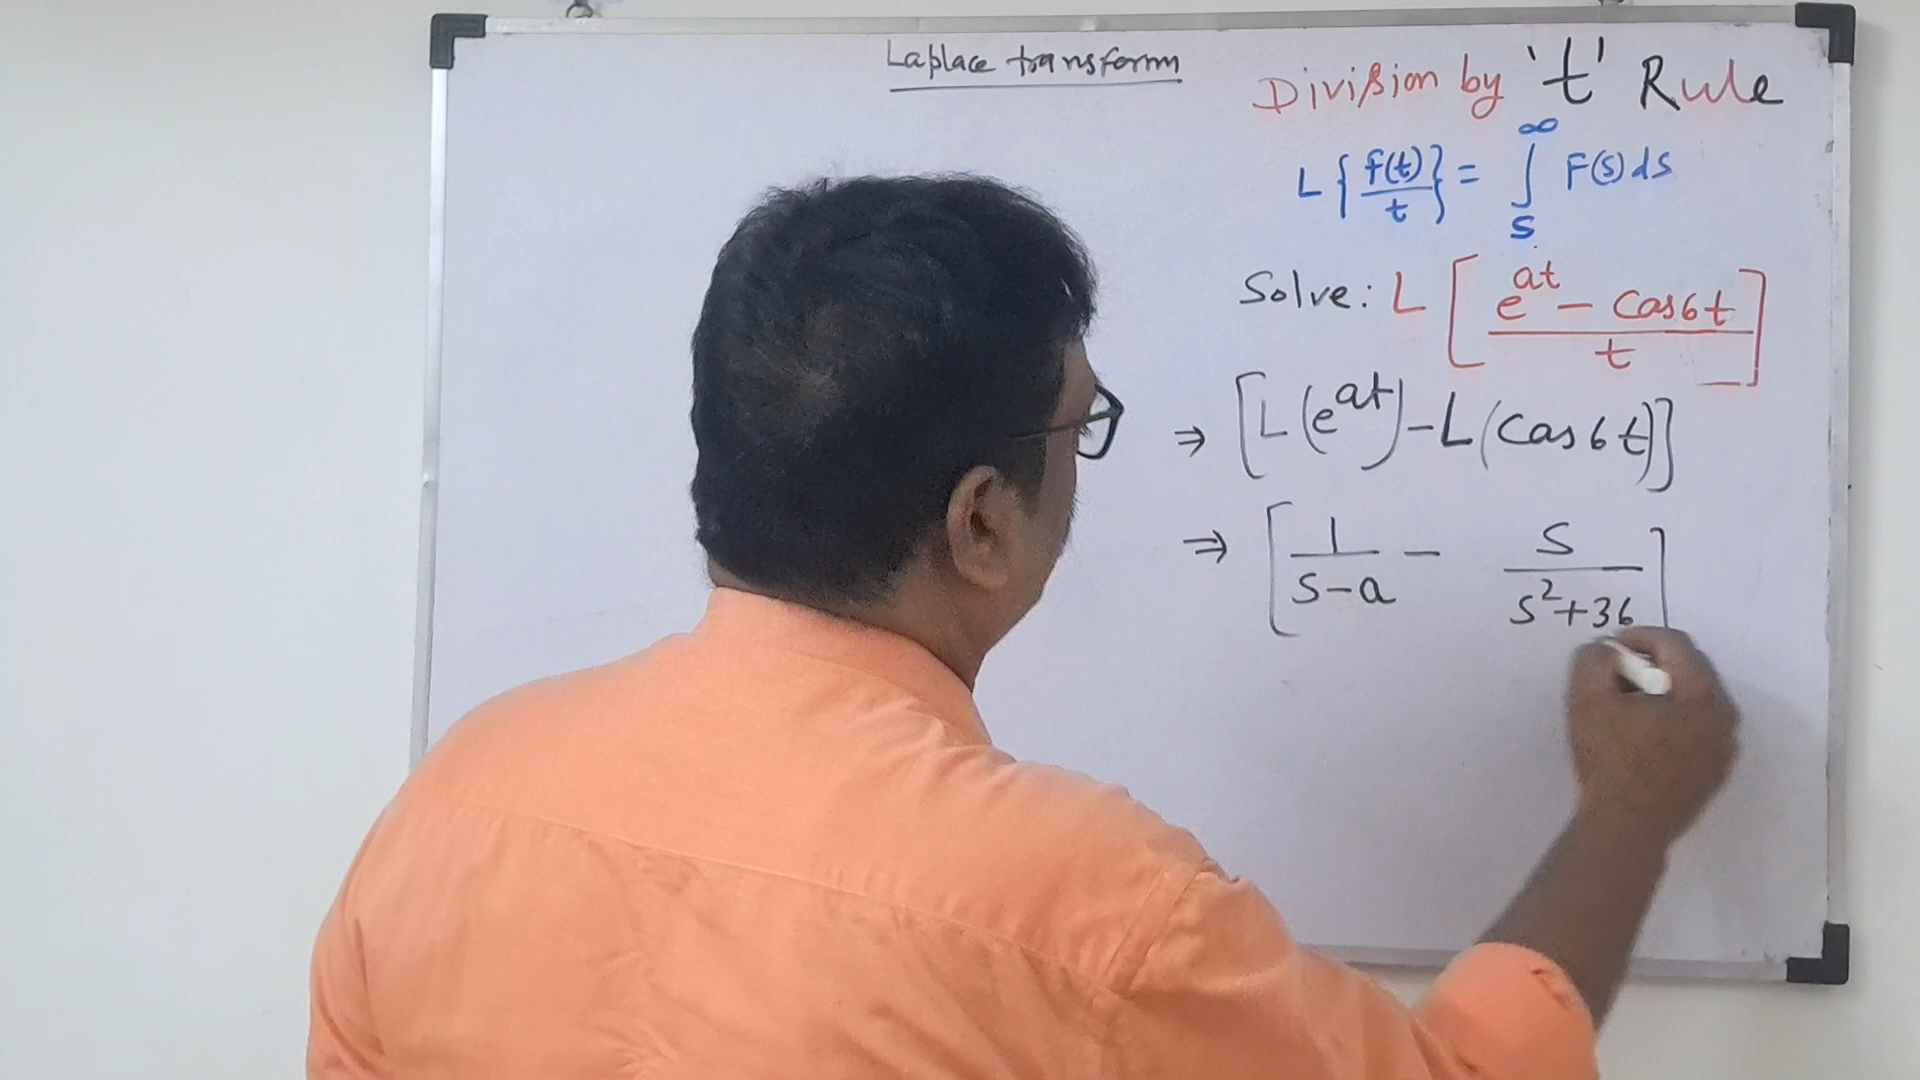 Laplace transform
Division by 't' Rule
L{f(t)/t} = ∫_S^∞ F(s)ds
Solve: L[(e^at - Cos6t)/t]
⇒ [L(e^at) - L(Cos6t)]
⇒ [1/(S-a) - S/(S²+36)]